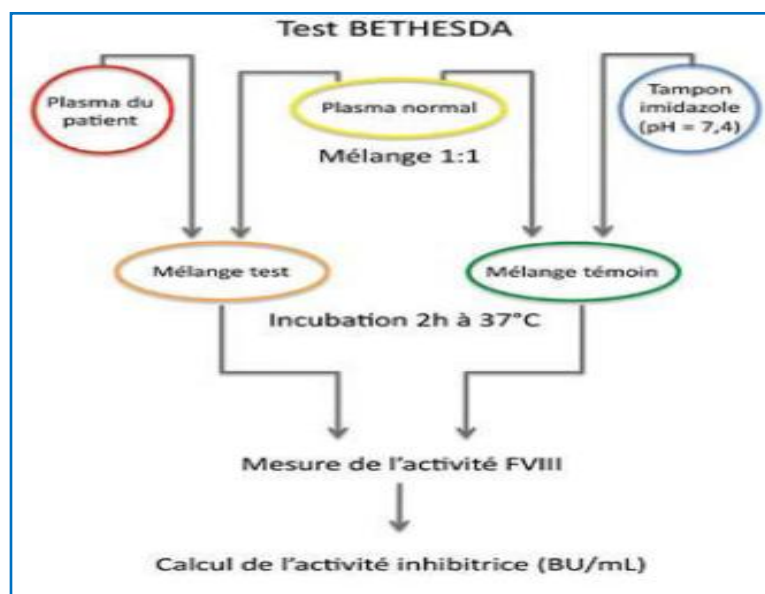 Test BETHESDA
Plasma du
patient
Plasma normal
Tampon
imidazole
(pH = 7,4)
Mélange 1:1
Mélange test
Mélange témoin
Incubation 2h à 37°C
Mesure de l'activité FVIII
Calcul de l'activité inhibitrice (BU/mL)